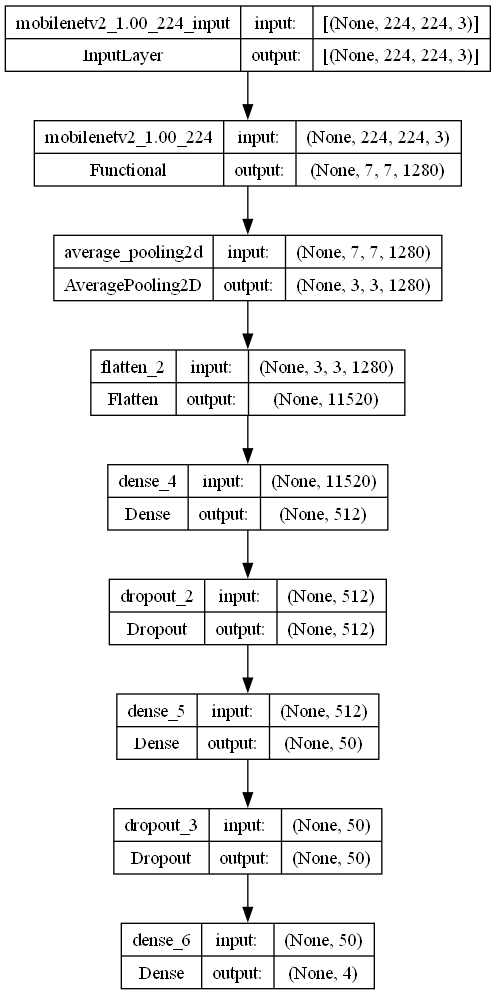 mobilenetv2_1.00_224_input input: [(None, 224, 224, 3)]
InputLayer output: [(None, 224, 224, 3)]
mobilenetv2_1.00_224 input: (None, 224, 224, 3)
Functional output: (None, 7, 7, 1280)
average_pooling2d input: (None, 7, 7, 1280)
AveragePooling2D output: (None, 3, 3, 1280)
flatten_2 input: (None, 3, 3, 1280)
Flatten output: (None, 11520)
dense_4 input: (None, 11520)
Dense output: (None, 512)
dropout_2 input: (None, 512)
Dropout output: (None, 512)
dense_5 input: (None, 512)
Dense output: (None, 50)
dropout_3 input: (None, 50)
Dropout output: (None, 50)
dense_6 input: (None, 50)
Dense output: (None, 4)